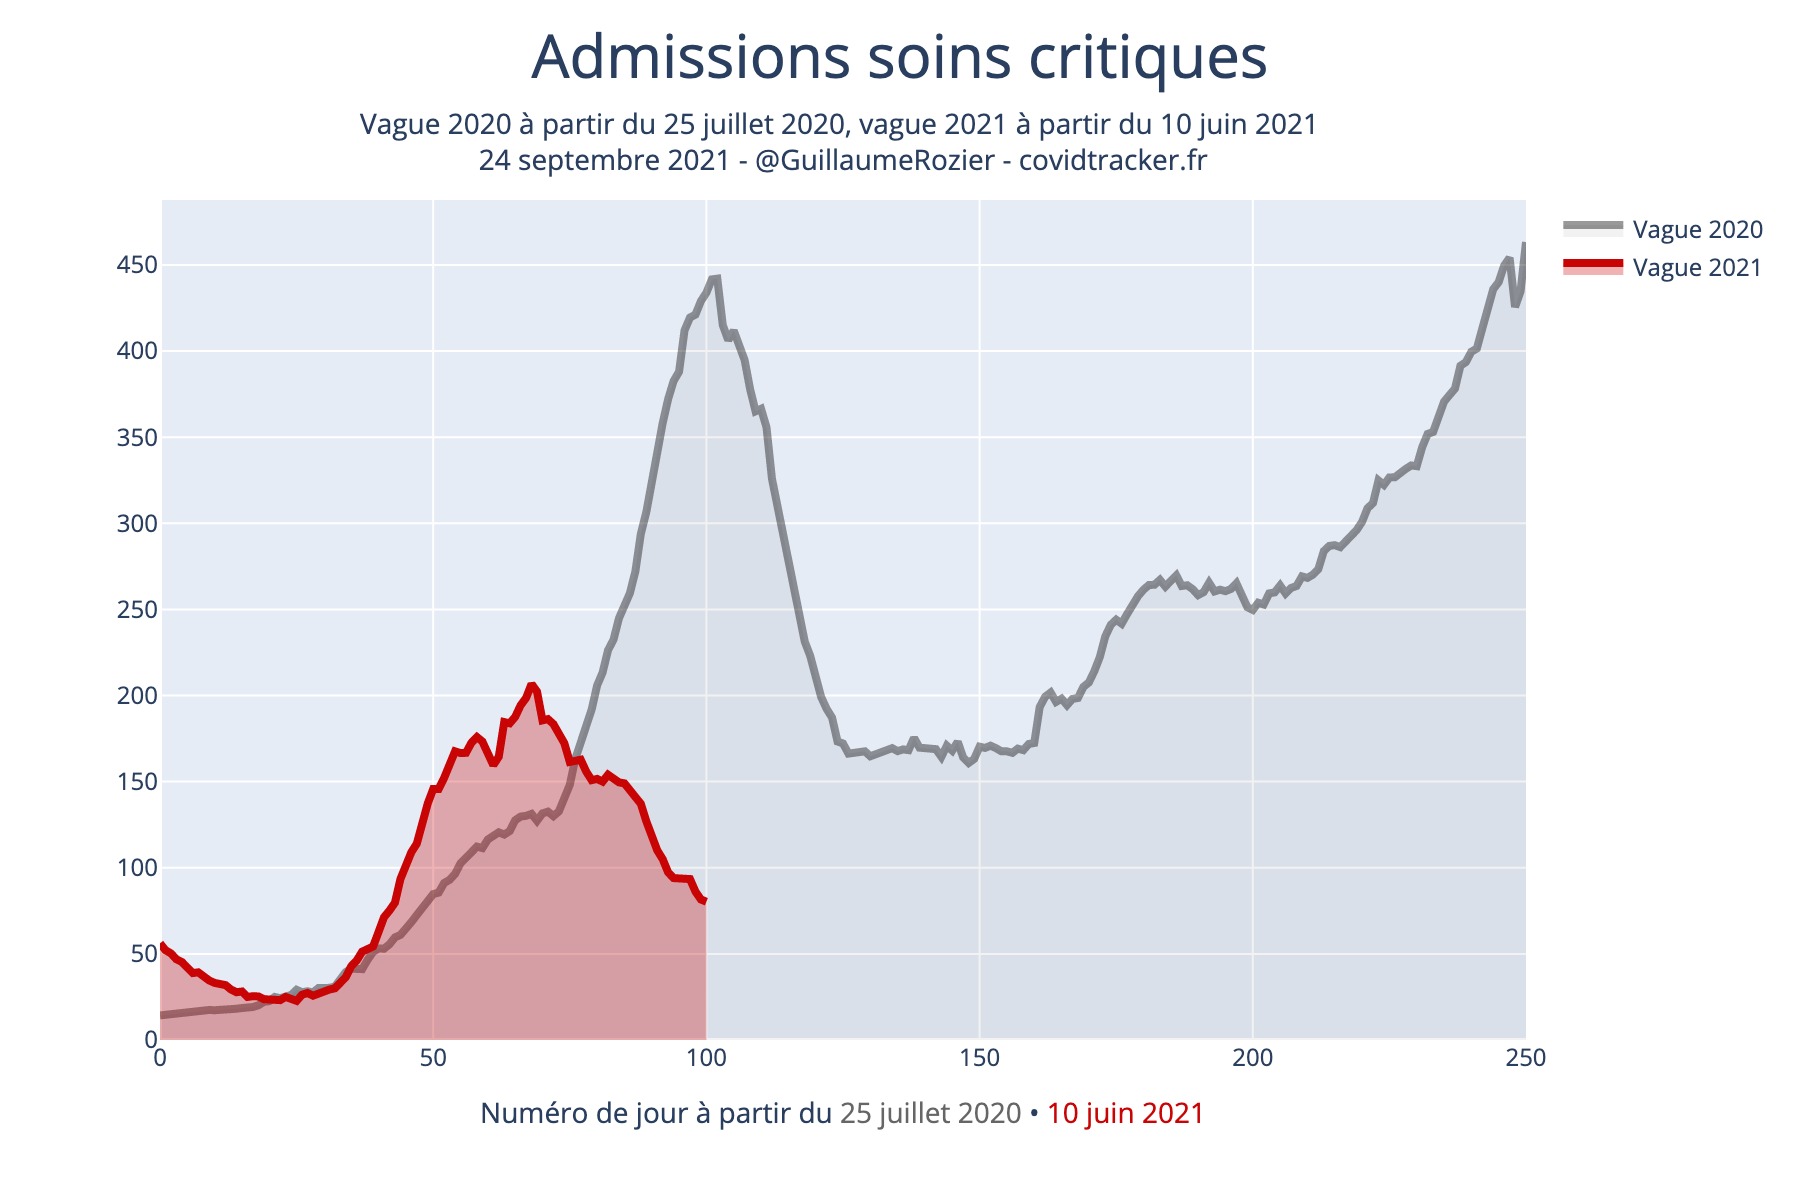 Admissions soins critiques
Vague 2020 à partir du 25 juillet 2020, vague 2021 à partir du 10 juin 2021
24 septembre 2021 - @GuillaumeRozier - covidtracker.fr
Vague 2020
Vague 2021
450
400
350
300
250
200
150
100
50
0
0 50 100 150 200 250
Numéro de jour à partir du 25 juillet 2020 • 10 juin 2021